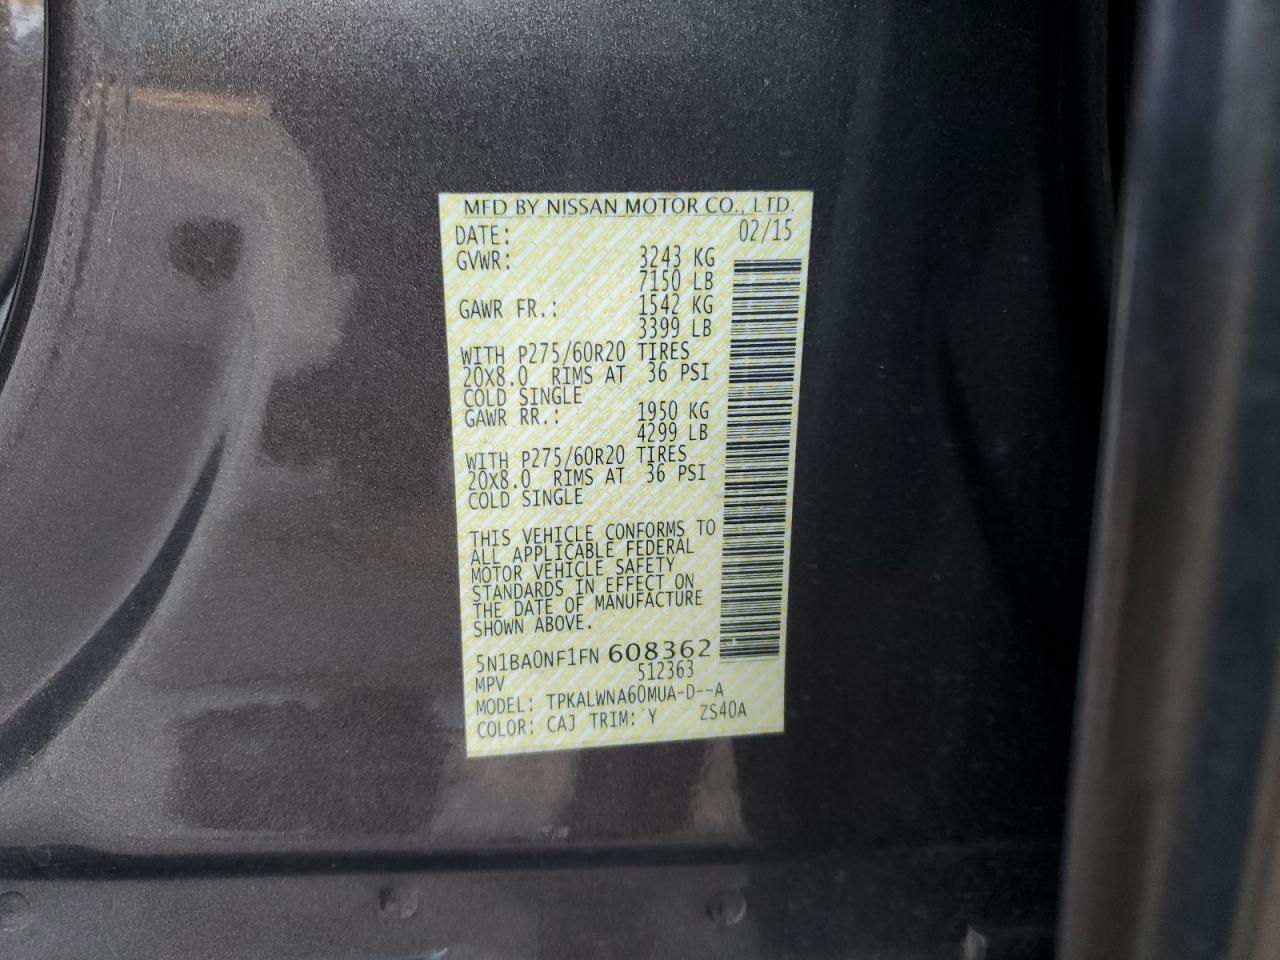 MFD BY NISSAN MOTOR CO., LTD.
DATE: 02/15
GVWR: 3243 KG
7150 LB
GAWR FR.: 1542 KG
3399 LB
WITH P275/60R20 TIRES
20X8.0 RIMS AT 36 PSI
COLD SINGLE
GAWR RR.: 1950 KG
4299 LB
WITH P275/60R20 TIRES
20X8.0 RIMS AT 36 PSI
COLD SINGLE
THIS VEHICLE CONFORMS TO
ALL APPLICABLE FEDERAL
MOTOR VEHICLE SAFETY
STANDARDS IN EFFECT ON
THE DATE OF MANUFACTURE
SHOWN ABOVE.
5N1BA0NF1FN 608362
MPV 512363
MODEL: TPKALWNA60MUA-D--A
COLOR: CAJ TRIM: Y ZS40A